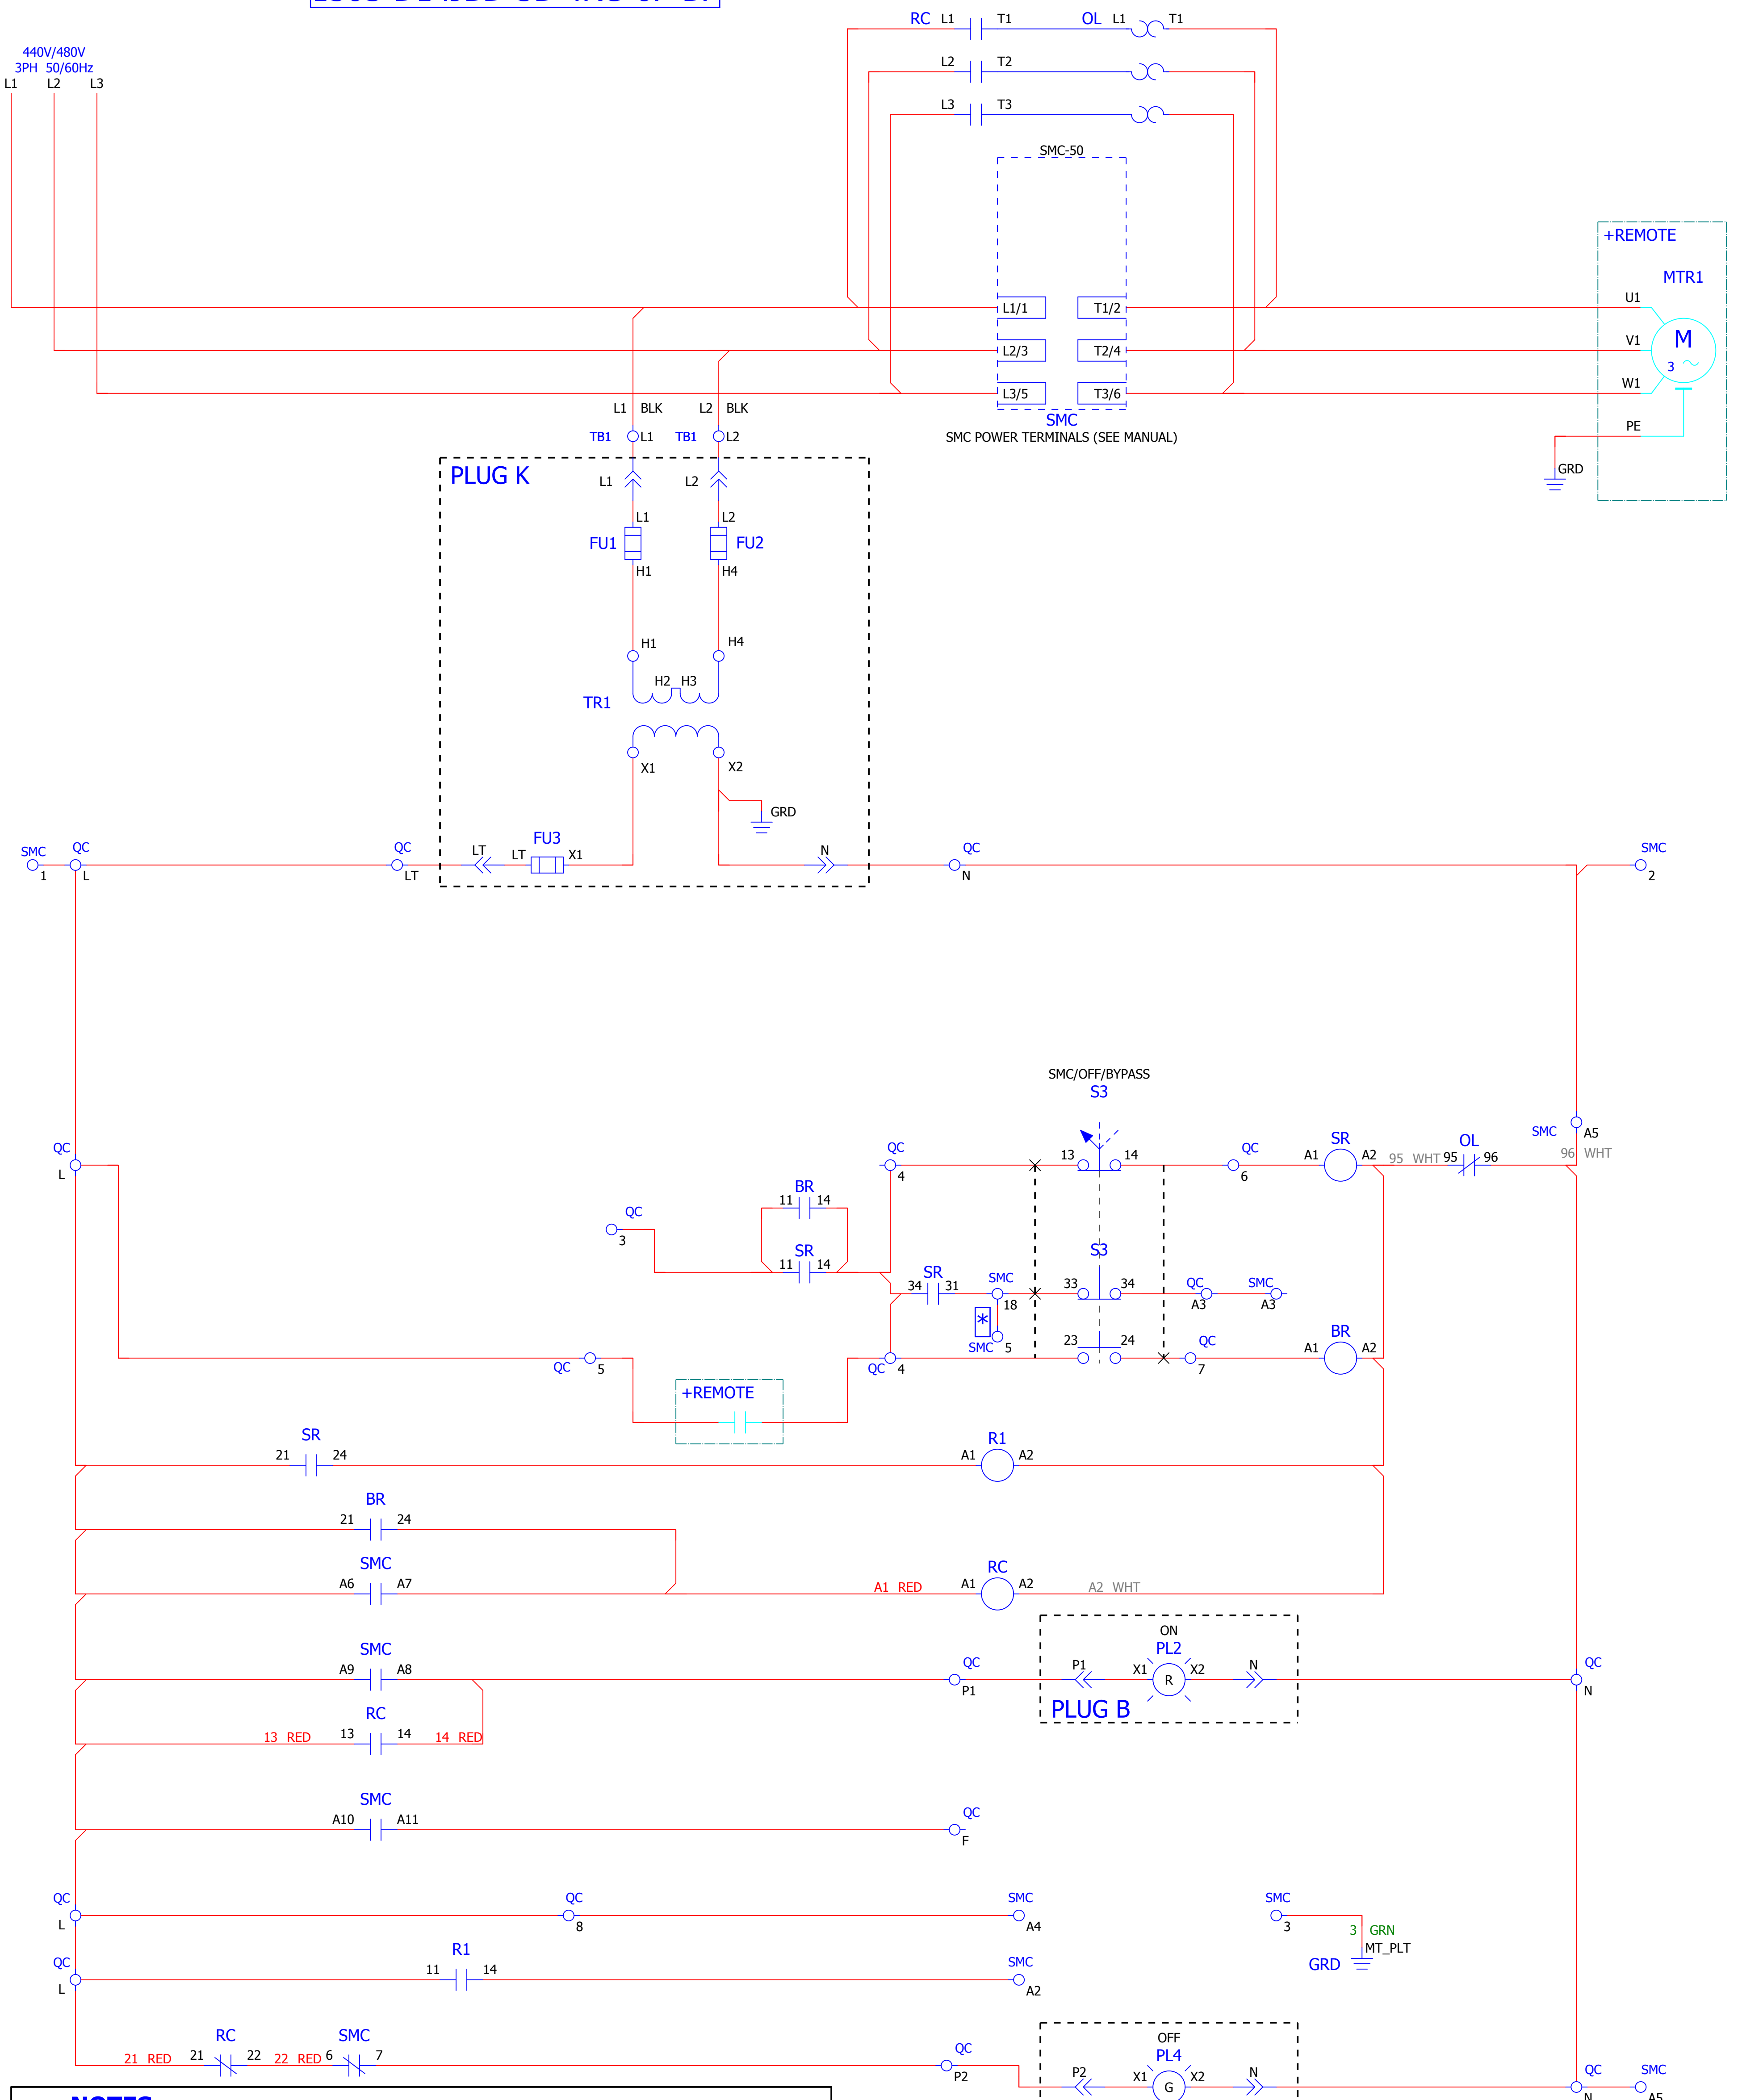 RC L1 T1 OL L1 T1
440V/480V
3PH 50/60Hz
L1 L2 L3
L2 T2
L3 T3
SMC-50
+REMOTE
MTR1
U1
L1/1 T1/2
V1
M
L2/3 T2/4
3
W1
L3/5 T3/6
L1 BLK L2 BLK
SMC
PE
TB1 L1 TB1 L2
SMC POWER TERMINALS (SEE MANUAL)
PLUG K
L1 L2
GRD
L1 L2
FU1 FU2
H1 H4
H1 H4
H2 H3
TR1
X1 X2
GRD
FU3
SMC QC QC LT LT X1 N QC SMC
1 L LT N 2
SMC/OFF/BYPASS
S3
SMC A5
QC QC 13 14 QC SR OL
A1 A2 95 WHT 95 96 96 WHT
L 4 6
BR
11 14
QC
3
SR S3
11 14
SR SMC
34 31 33 34 QC SMC
18 A3 A3
*
SMC 5 23 24 QC BR
A1 A2
QC 5 QC 4 7
+REMOTE
SR R1
21 24 A1 A2
BR
21 24
SMC RC
A6 A7 A1 RED A1 A2 A2 WHT
ON
SMC PL2
A9 A8 QC P1 X1 X2 N QC
R
P1 N
PLUG B
RC
13 RED 13 14 14 RED
SMC
A10 A11 QC
F
QC QC SMC SMC
L 8 A4 3
3 GRN
MT_PLT
R1 GRD
QC 11 14 SMC
L A2
OFF
RC SMC PL4
21 RED 21 22 22 RED 6 7 QC
P2 P2 X1 X2 N QC SMC
G
N A5
NOTES